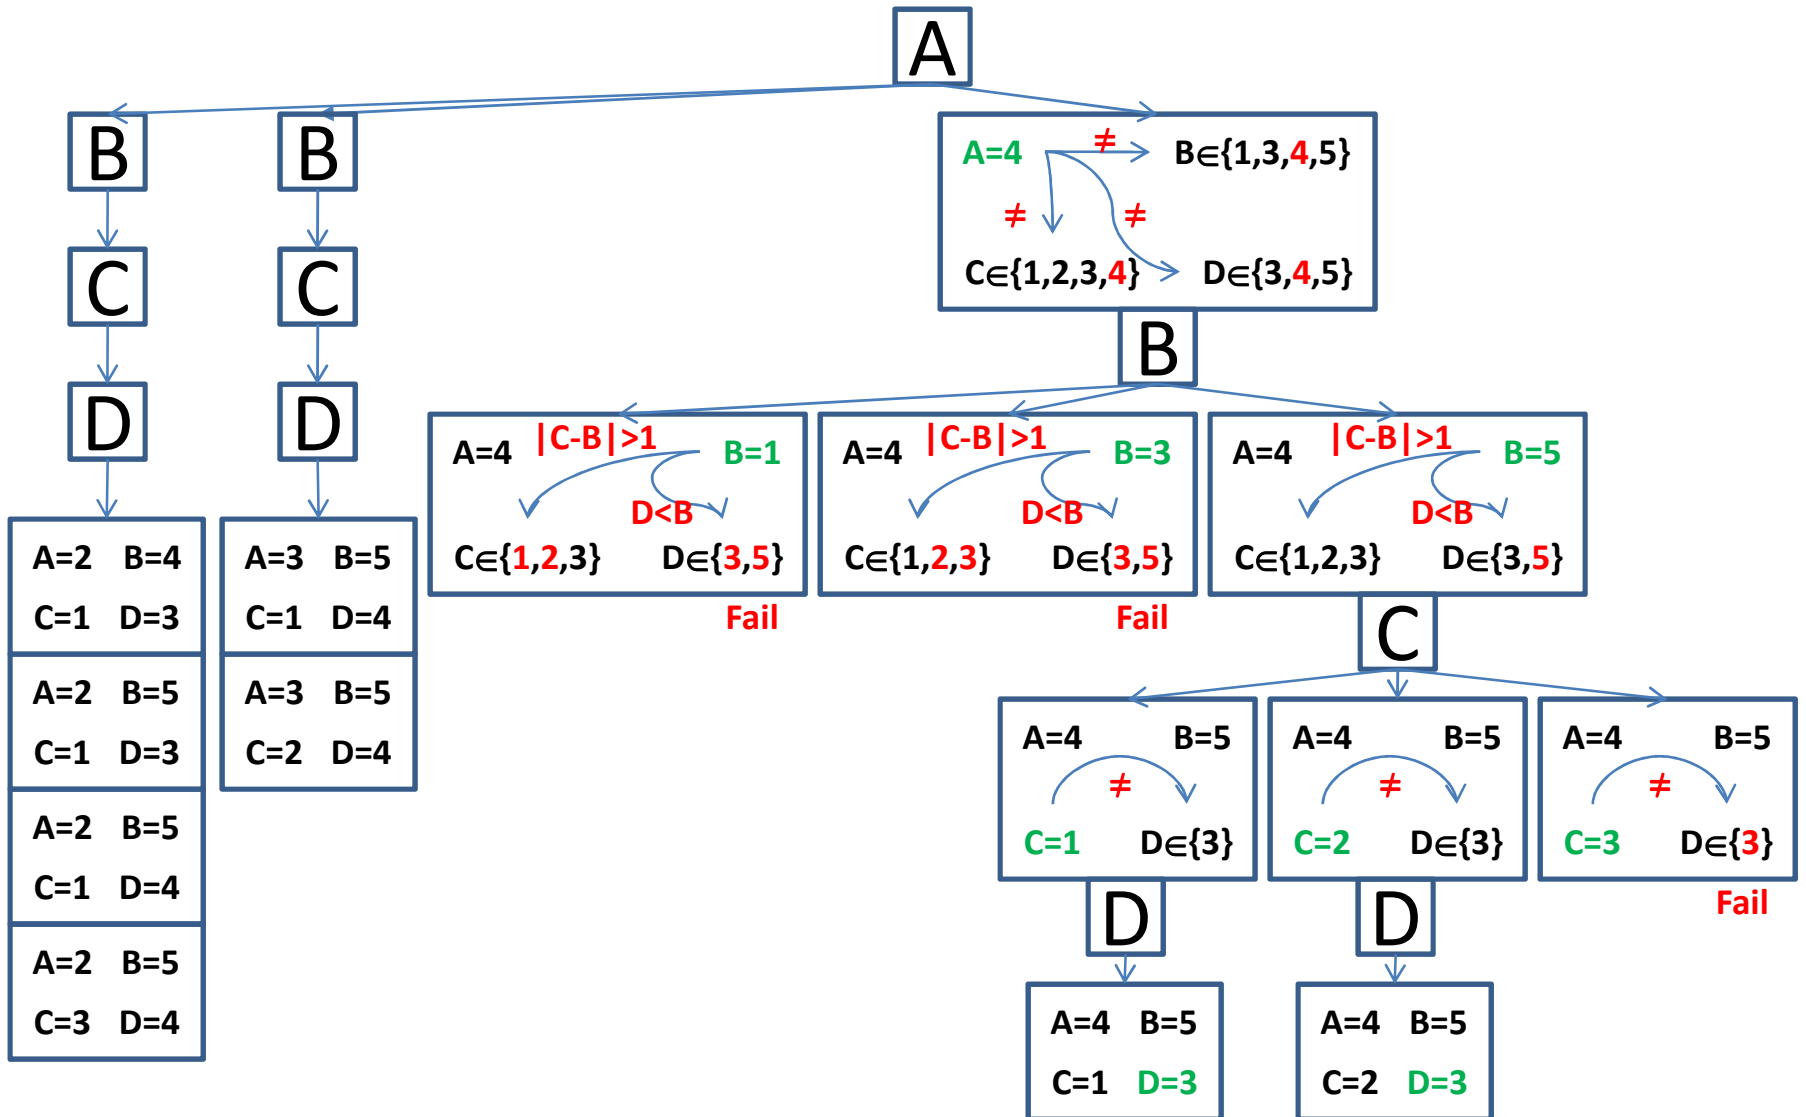 A
B
B
A=4 ≠ B∈{1,3,4,5}
≠ ≠
C∈{1,2,3,4} D∈{3,4,5}
C
C
B
D
D
A=4 |C-B|>1 B=1
D<B
C∈{1,2,3} D∈{3,5}
Fail
A=4 |C-B|>1 B=3
D<B
C∈{1,2,3} D∈{3,5}
Fail
A=4 |C-B|>1 B=5
D<B
C∈{1,2,3} D∈{3,5}
A=2 B=4
C=1 D=3
A=2 B=5
C=1 D=3
A=2 B=5
C=1 D=4
A=2 B=5
C=3 D=4
A=3 B=5
C=1 D=4
A=3 B=5
C=2 D=4
C
A=4 B=5
≠
C=1 D∈{3}
A=4 B=5
≠
C=2 D∈{3}
A=4 B=5
≠
C=3 D∈{3}
Fail
D
D
A=4 B=5
C=1 D=3
A=4 B=5
C=2 D=3